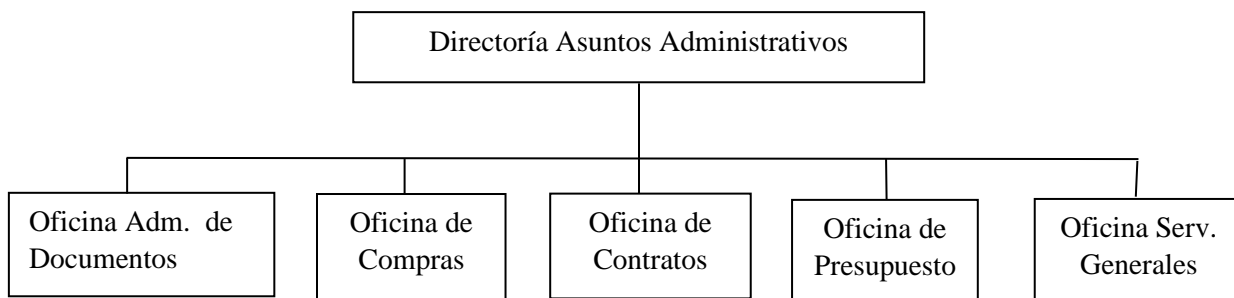 Directoría Asuntos Administrativos
Oficina Adm. de
Documentos
Oficina de
Compras
Oficina de
Contratos
Oficina de
Presupuesto
Oficina Serv.
Generales